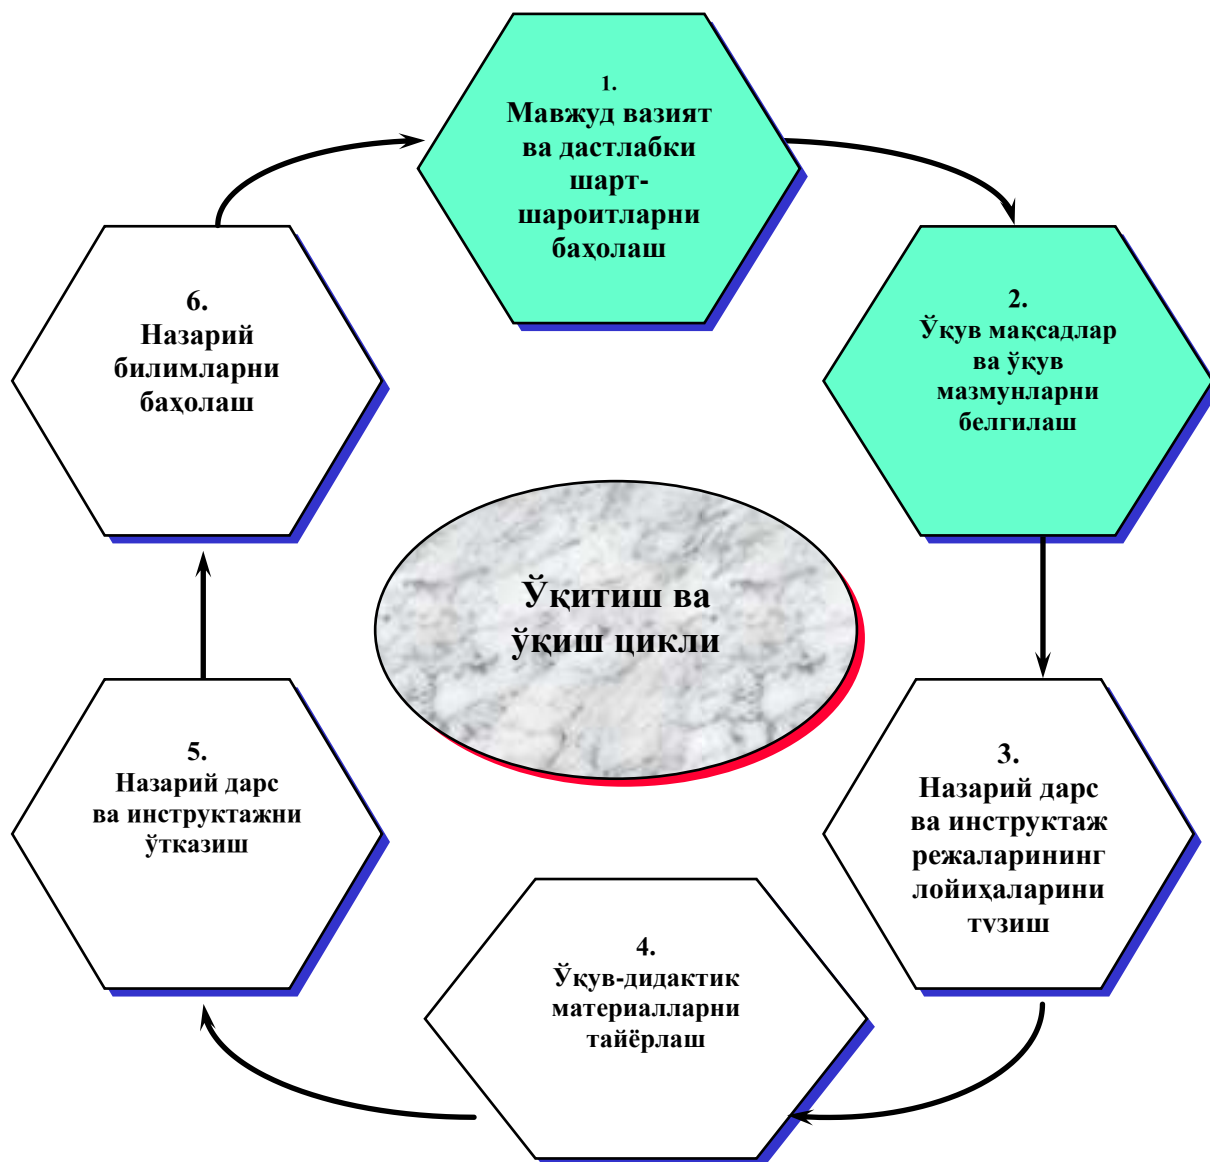 1.
Мавжуд вазият
ва дастлабки
шарт-
шароитларни
баҳолаш
2.
Ўқув мақсадлар
ва ўқув
мазмунларни
белгилаш
3.
Назарий дарс
ва инструктаж
режаларининг
лойиҳаларини
тузиш
4.
Ўқув-дидактик
материалларни
тайёрлаш
5.
Назарий дарс
ва инструктажни
ўтказиш
6.
Назарий
билимларни
баҳолаш
Ўқитиш ва
ўқиш цикли